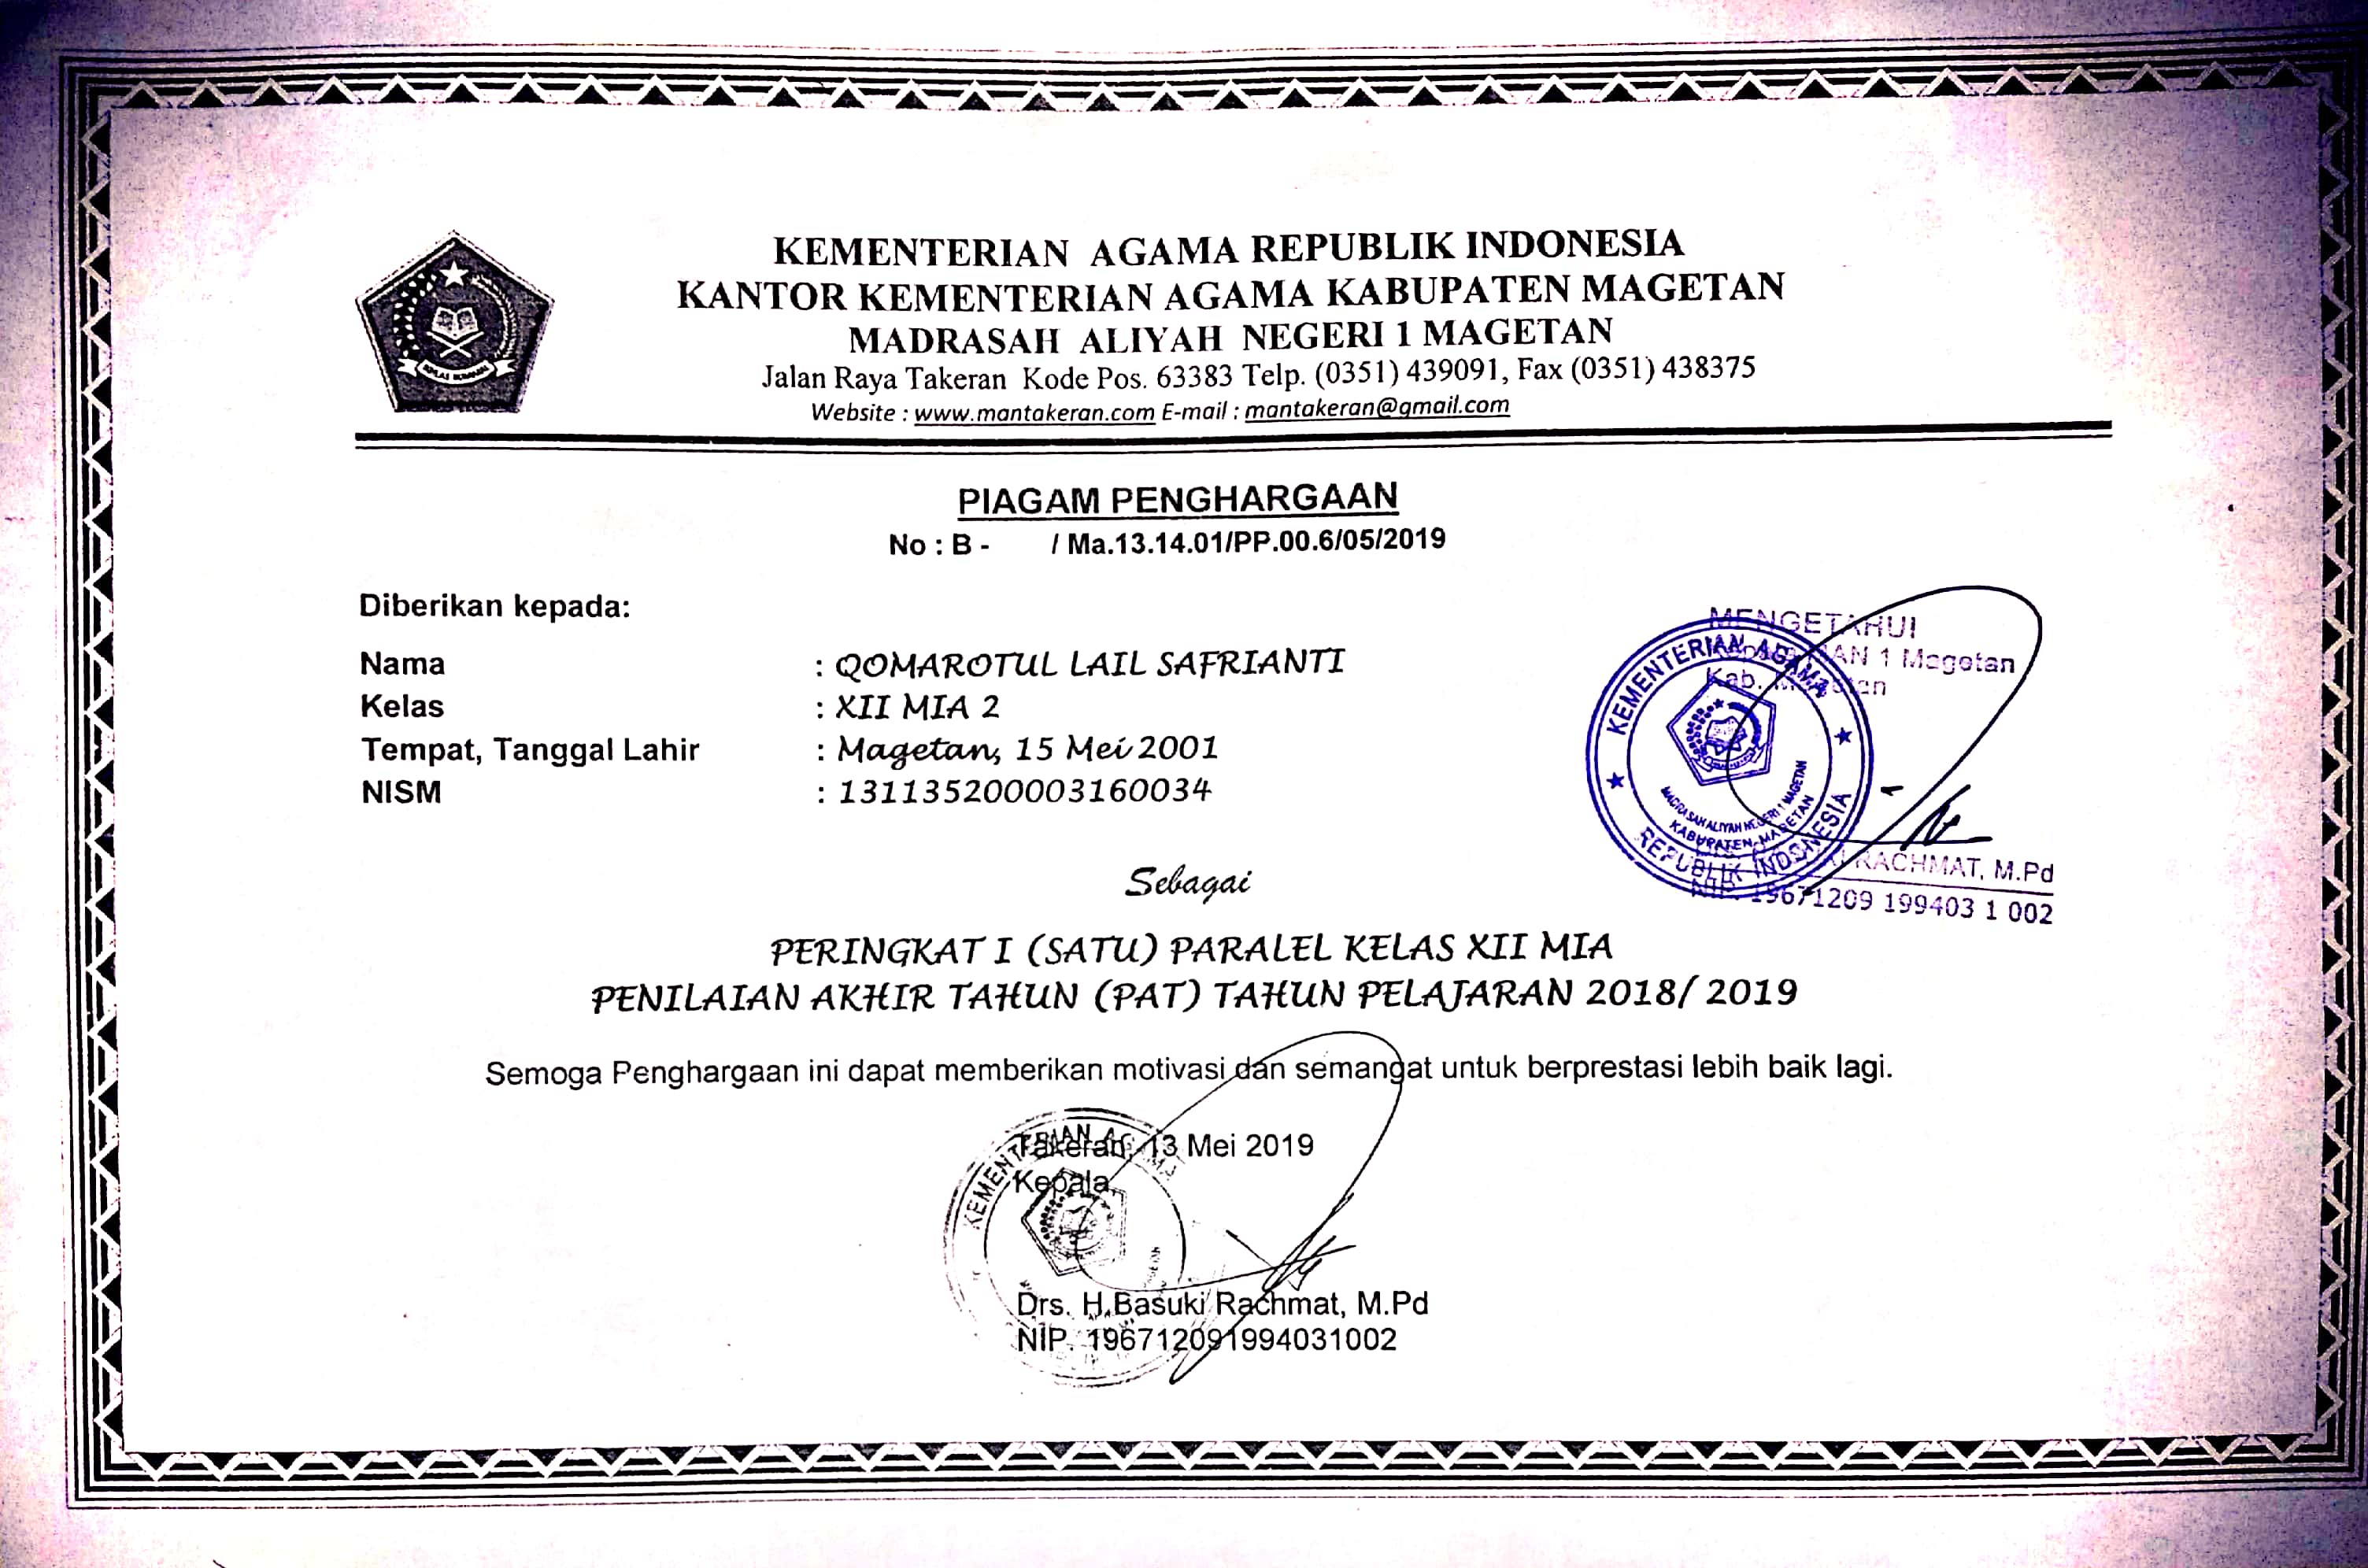 KEMENTERIAN AGAMA REPUBLIK INDONESIA
KANTOR KEMENTERIAN AGAMA KABUPATEN MAGETAN
MADRASAH ALIYAH NEGERI 1 MAGETAN
Jalan Raya Takeran Kode Pos. 63383 Telp. (0351) 439091, Fax (0351) 438375
Website : www.mantakeran.com E-mail : mantakeran@gmail.com
PIAGAM PENGHARGAAN
No : B - / Ma.13.14.01/PP.00.6/05/2019
Diberikan kepada:
Nama : QOMAROTUL LAIL SAFRIANTI
Kelas : XII MIA 2
Tempat, Tanggal Lahir : Magetan, 15 Mei 2001
NISM : 131135200003160034
MENGETAHUI
1 Magetan
Kab.
KEMENTERIAN AGAMA
MADRASAH ALIYAH NEGERI 1 MAGETAN
KABUPATEN MAGETAN
REPUBLIK INDONESIA
RACHMAT, M.Pd
NIP. 19671209 199403 1 002
Sebagai
PERINGKAT I (SATU) PARALEL KELAS XII MIA
PENILAIAN AKHIR TAHUN (PAT) TAHUN PELAJARAN 2018/ 2019
Semoga Penghargaan ini dapat memberikan motivasi dan semangat untuk berprestasi lebih baik lagi.
Takeran, 13 Mei 2019
Kepala
Drs. H.Basuki Rachmat, M.Pd
NIP. 196712091994031002